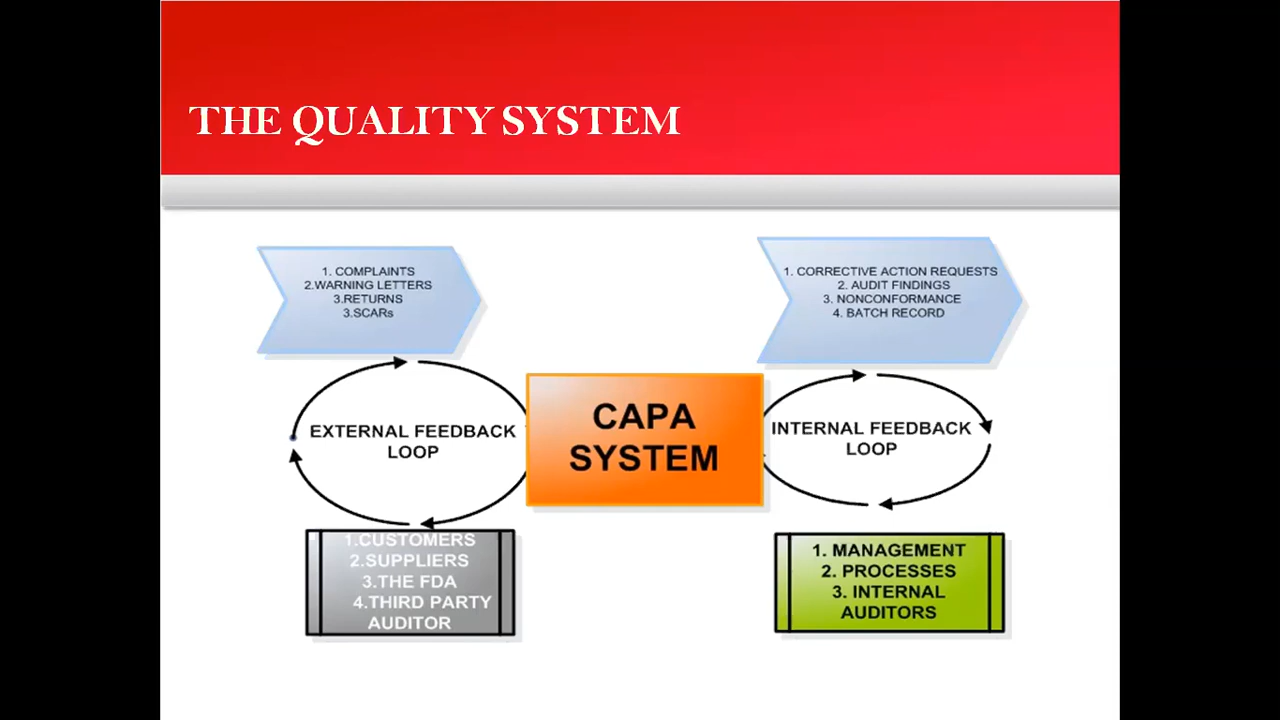 THE QUALITY SYSTEM
1. COMPLAINTS
2.WARNING LETTERS
3.RETURNS
3.SCARs
1. CORRECTIVE ACTION REQUESTS
2. AUDIT FINDINGS
3. NONCONFORMANCE
4. BATCH RECORD
EXTERNAL FEEDBACK
LOOP
CAPA
SYSTEM
INTERNAL FEEDBACK
LOOP
1.CUSTOMERS
2.SUPPLIERS
3.THE FDA
4.THIRD PARTY
AUDITOR
1. MANAGEMENT
2. PROCESSES
3. INTERNAL
AUDITORS